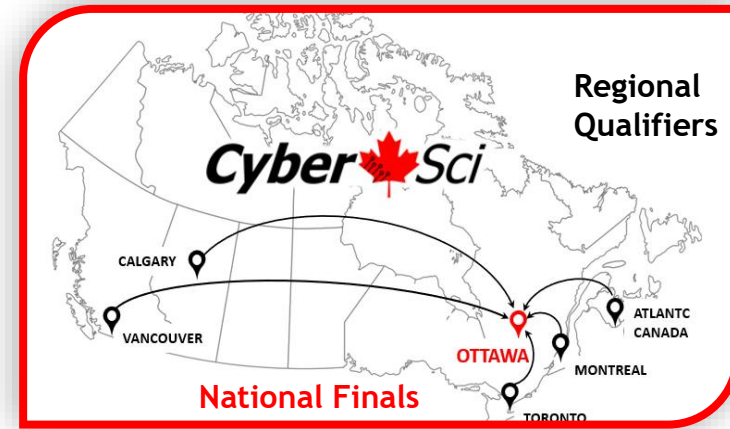 Regional
Qualifiers
Cyber Sci
CALGARY
VANCOUVER
ATLANTC
CANADA
OTTAWA
MONTREAL
National Finals
TORONTO